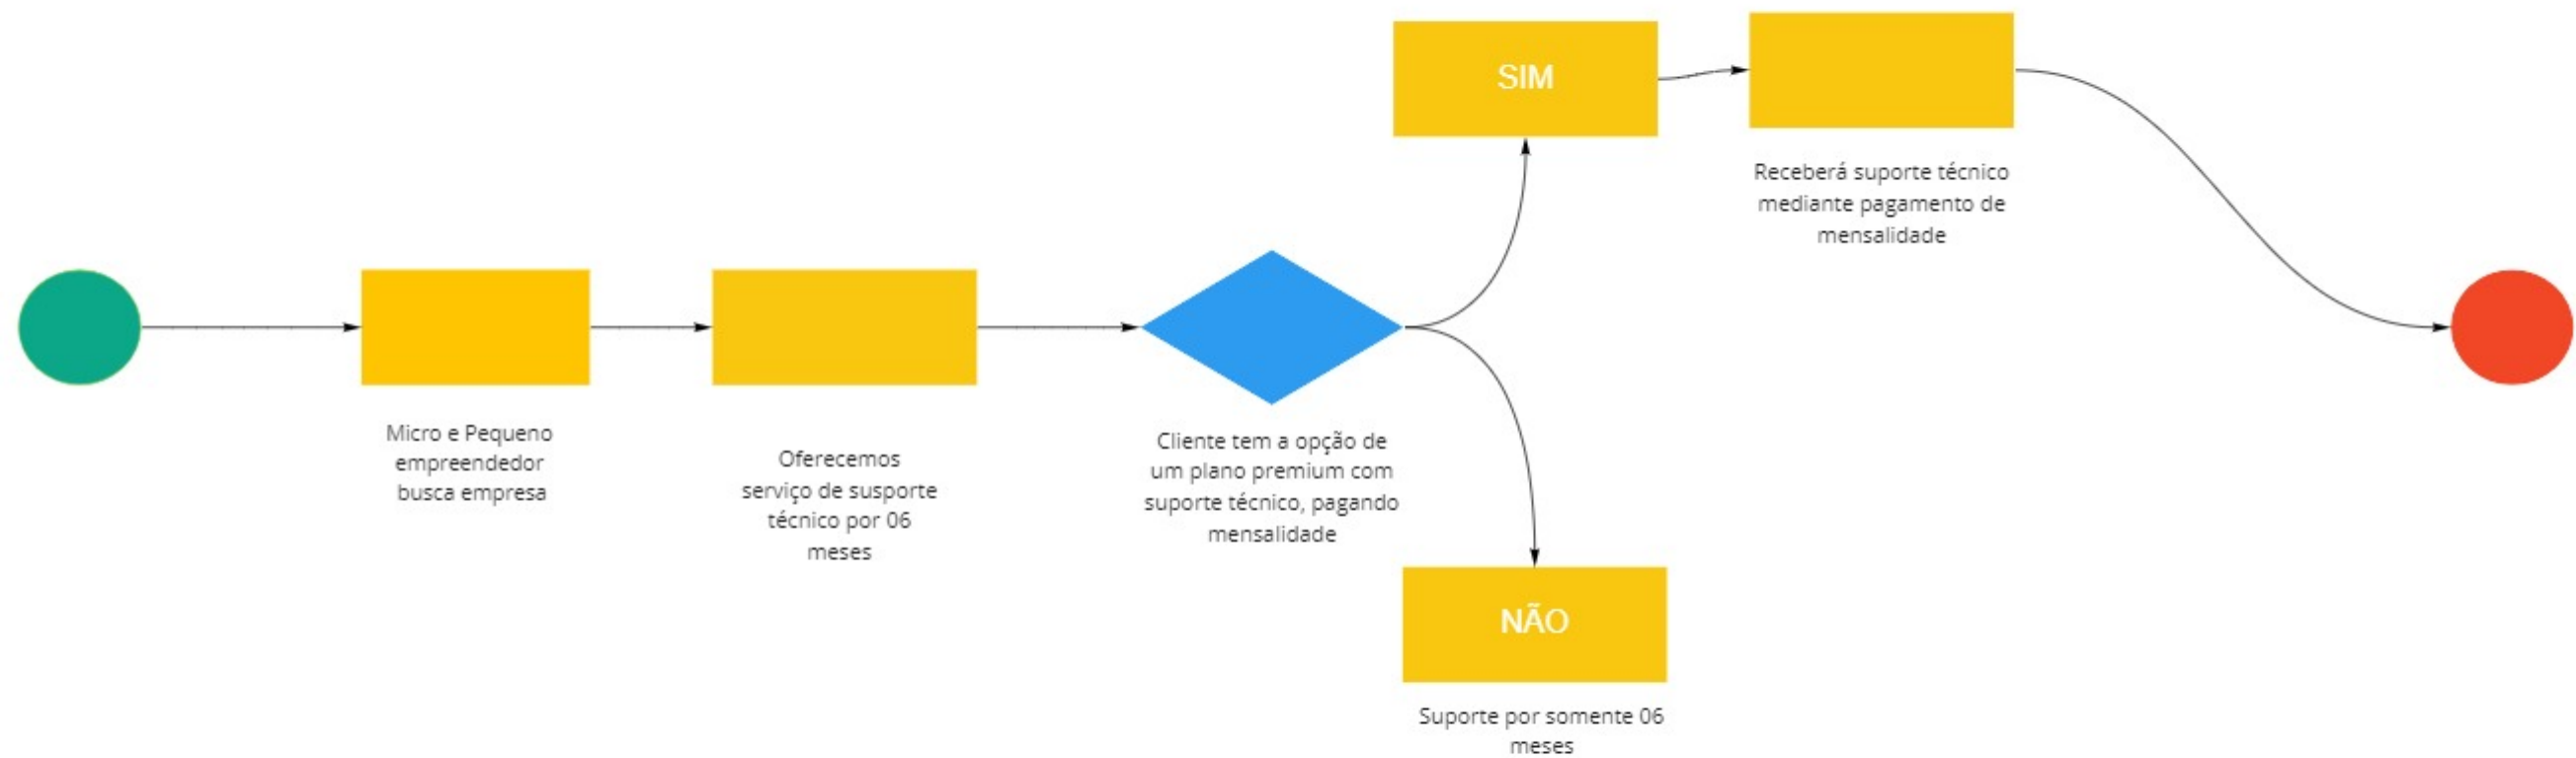 SIM
Receberá suporte técnico
mediante pagamento de
mensalidade
Micro e Pequeno
empreendedor
busca empresa
Oferecemos
serviço de susporte
técnico por 06
meses
Cliente tem a opção de
um plano premium com
suporte técnico, pagando
mensalidade
NÃO
Suporte por somente 06
meses